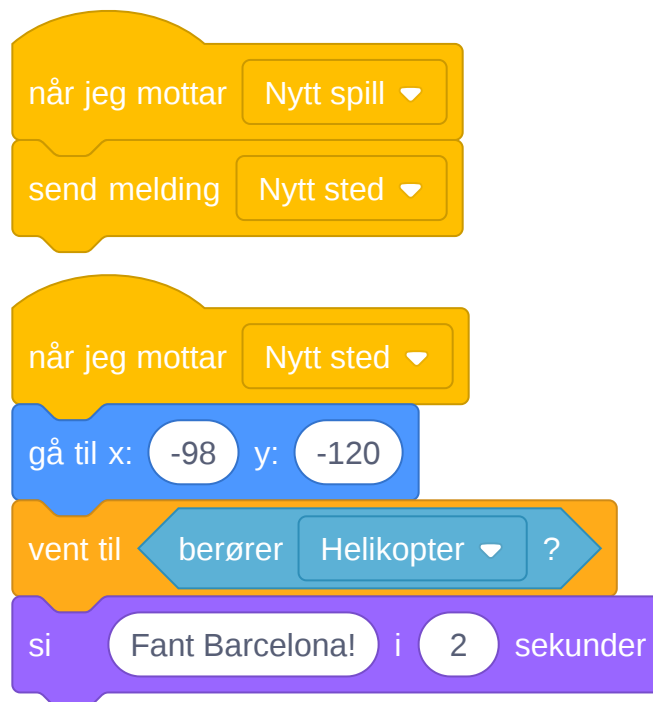 når jeg mottar Nytt spill
send melding Nytt sted
når jeg mottar Nytt sted
gå til x: -98 y: -120
vent til berører Helikopter ?
si Fant Barcelona! i 2 sekunder